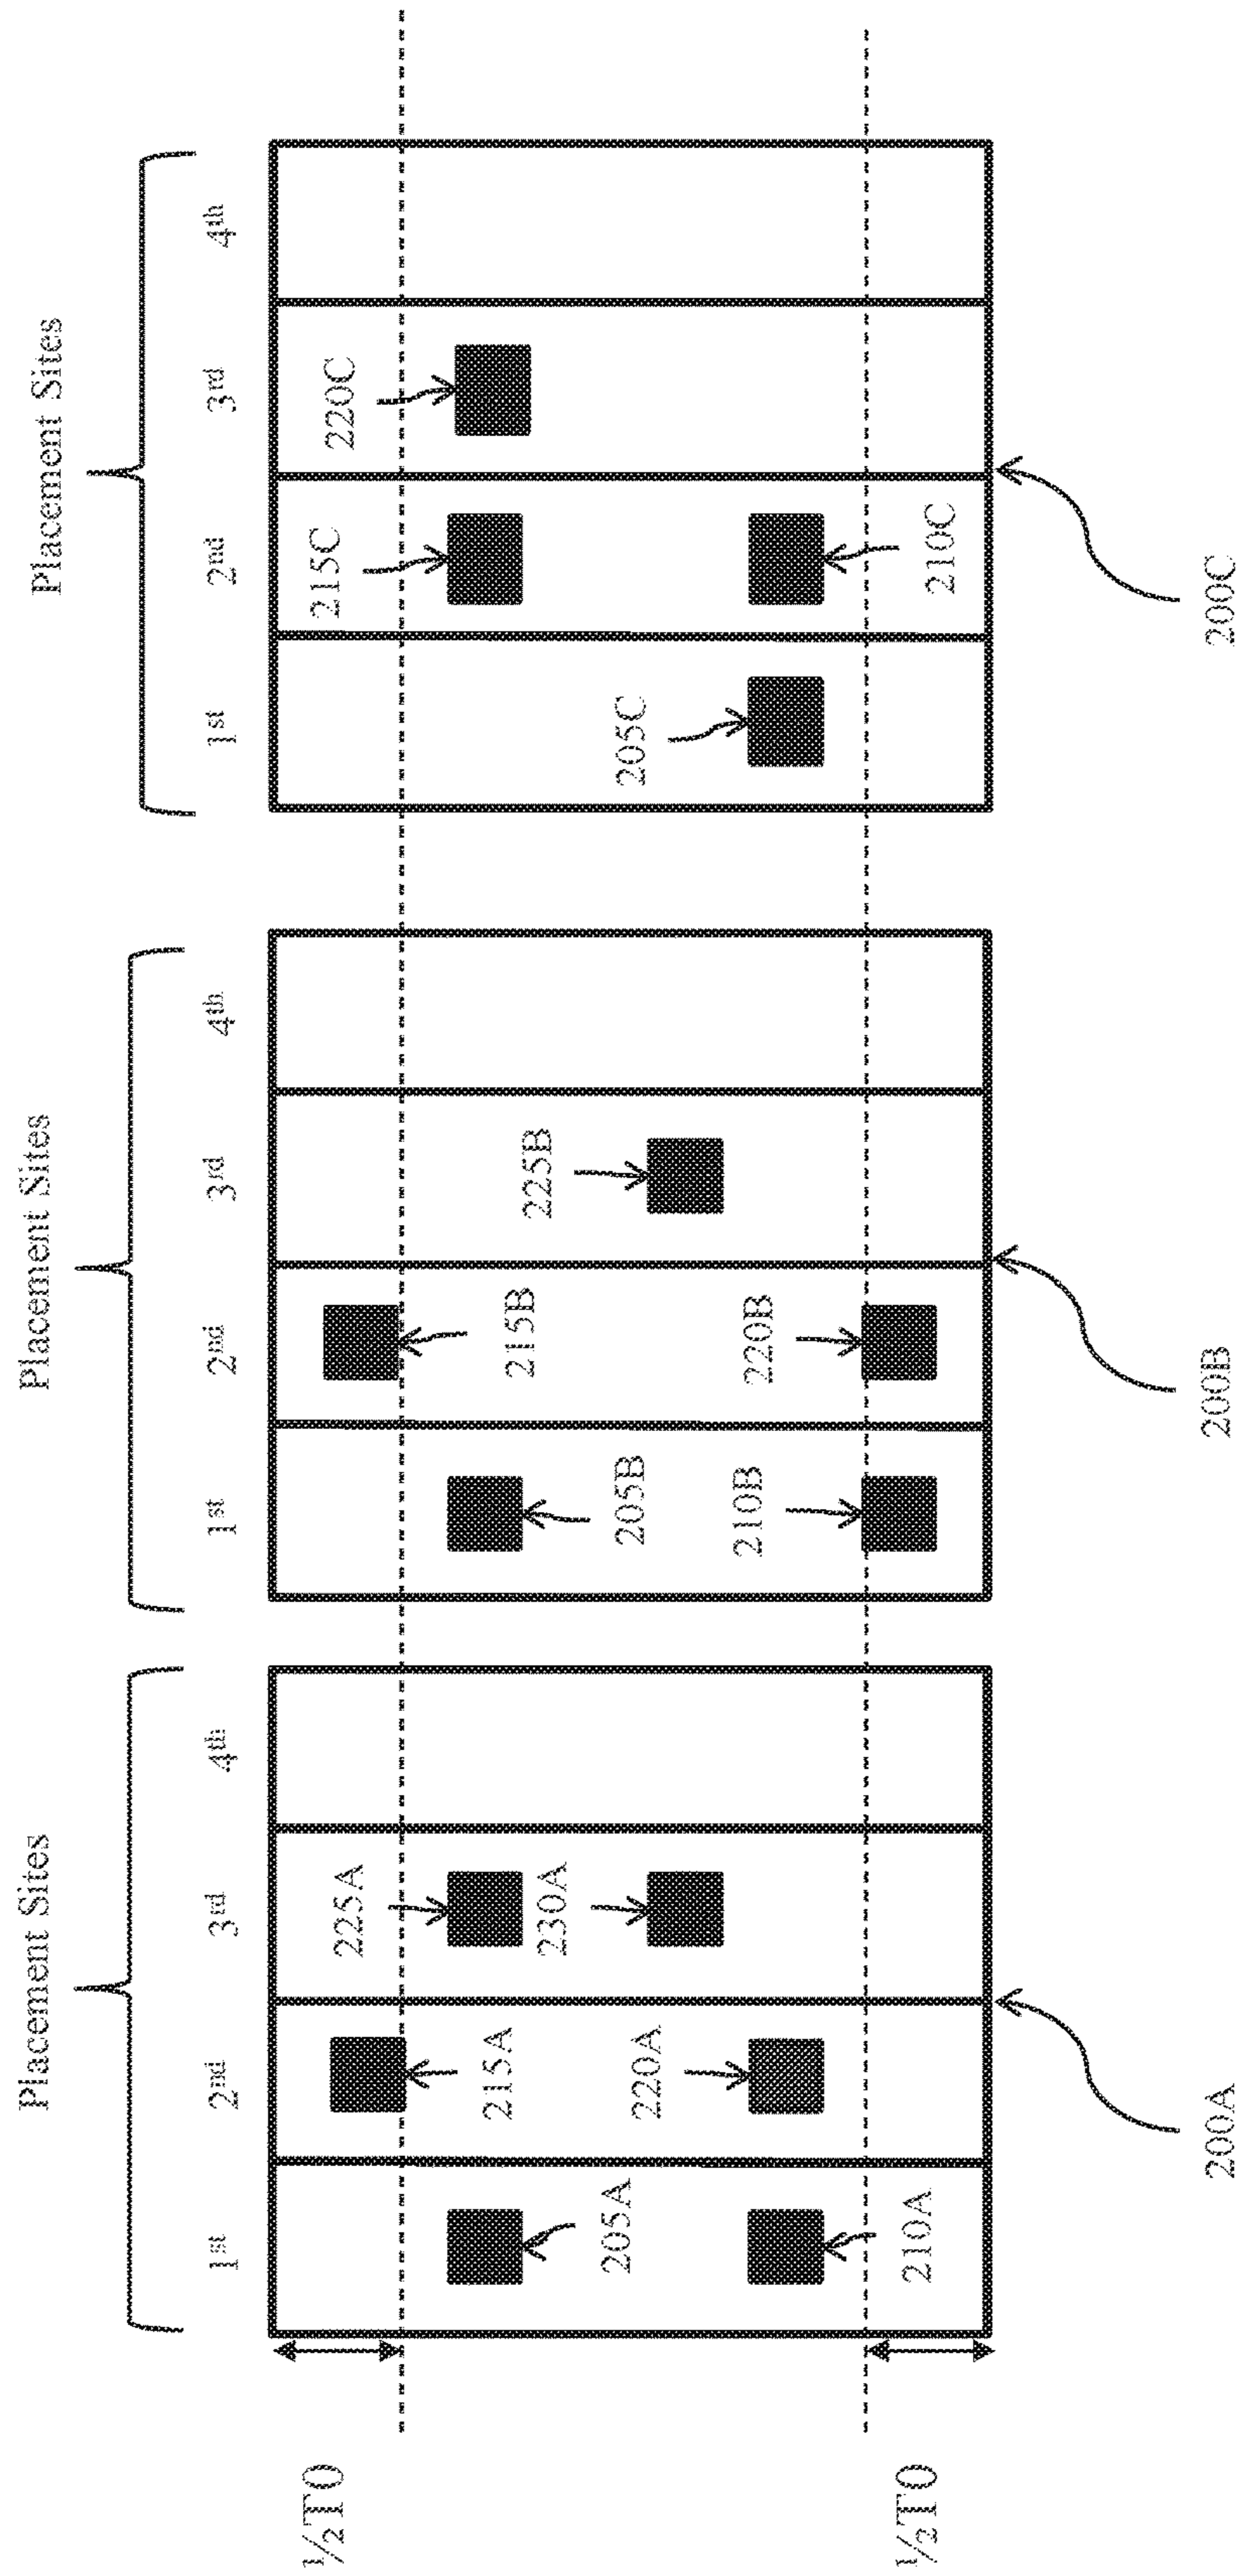 Placement Sites
1st 2nd 3rd 4th
½T0
½T0
205A
210A
215A
220A
225A
230A
200A
Placement Sites
1st 2nd 3rd 4th
205B
210B
215B
220B
225B
200B
Placement Sites
1st 2nd 3rd 4th
205C
215C
210C
220C
200C